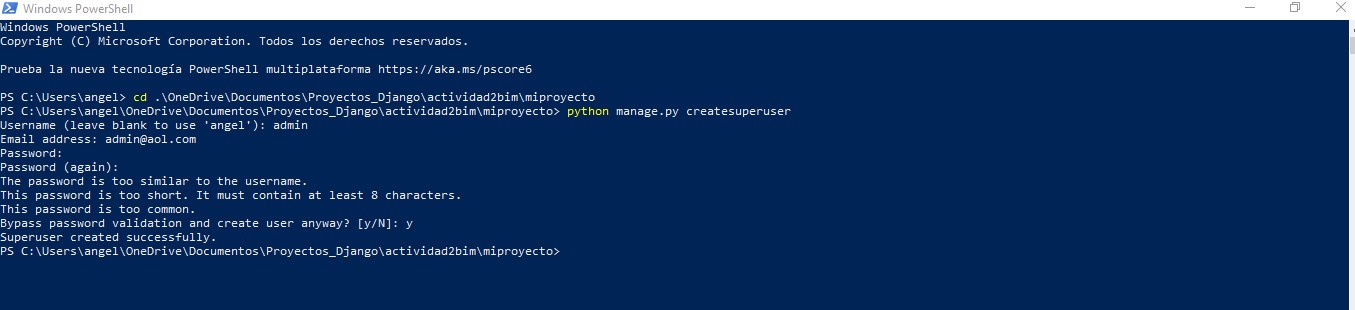 Windows PowerShell
Windows PowerShell
Copyright (C) Microsoft Corporation. Todos los derechos reservados.
Prueba la nueva tecnología PowerShell multiplataforma https://aka.ms/pscore6
PS C:\Users\angel> cd .\OneDrive\Documentos\Proyectos_Django\actividad2bim\miproyecto
PS C:\Users\angel\OneDrive\Documentos\Proyectos_Django\actividad2bim\miproyecto> python manage.py createsuperuser
Username (leave blank to use 'angel'): admin
Email address: admin@aol.com
Password:
Password (again):
The password is too similar to the username.
This password is too short. It must contain at least 8 characters.
This password is too common.
Bypass password validation and create user anyway? [y/N]: y
Superuser created successfully.
PS C:\Users\angel\OneDrive\Documentos\Proyectos_Django\actividad2bim\miproyecto>